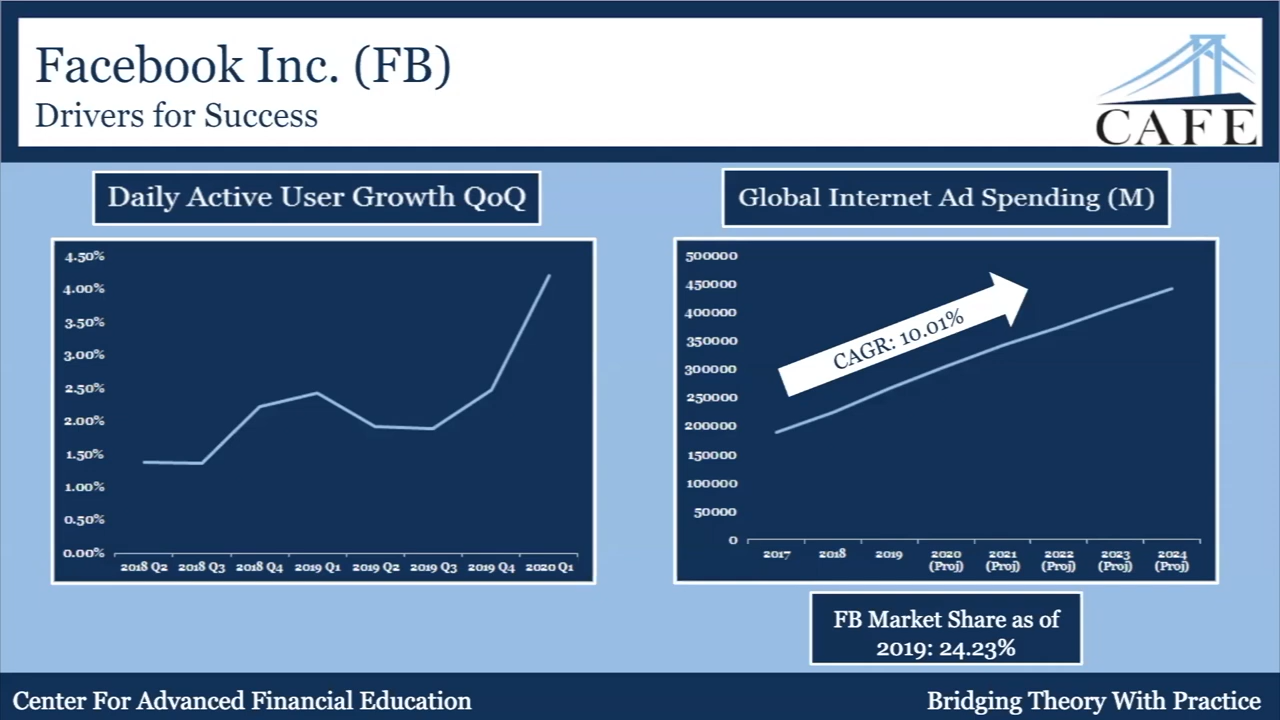 Facebook Inc. (FB)
Drivers for Success
CAFE
Daily Active User Growth QoQ
4.50%
4.00%
3.50%
3.00%
2.50%
2.00%
1.50%
1.00%
0.50%
0.00%
2018 Q2 2018 Q3 2018 Q4 2019 Q1 2019 Q2 2019 Q3 2019 Q4 2020 Q1
Global Internet Ad Spending (M)
500000
450000
400000
350000
300000
250000
200000
150000
100000
50000
0
CAGR: 10.01%
2017 2018 2019 2020 2021 2022 2023 2024
(Proj) (Proj) (Proj) (Proj) (Proj)
FB Market Share as of
2019: 24.23%
Center For Advanced Financial Education
Bridging Theory With Practice